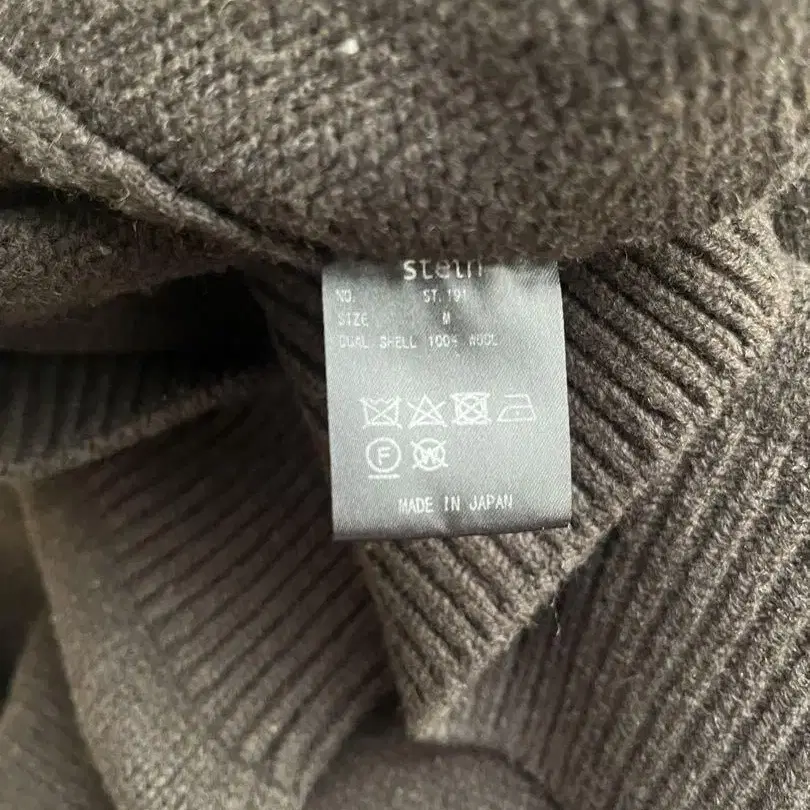 stein
NO. ST.191
SIZE M
DUAL SHELL 100% WOOL
F W
MADE IN JAPAN